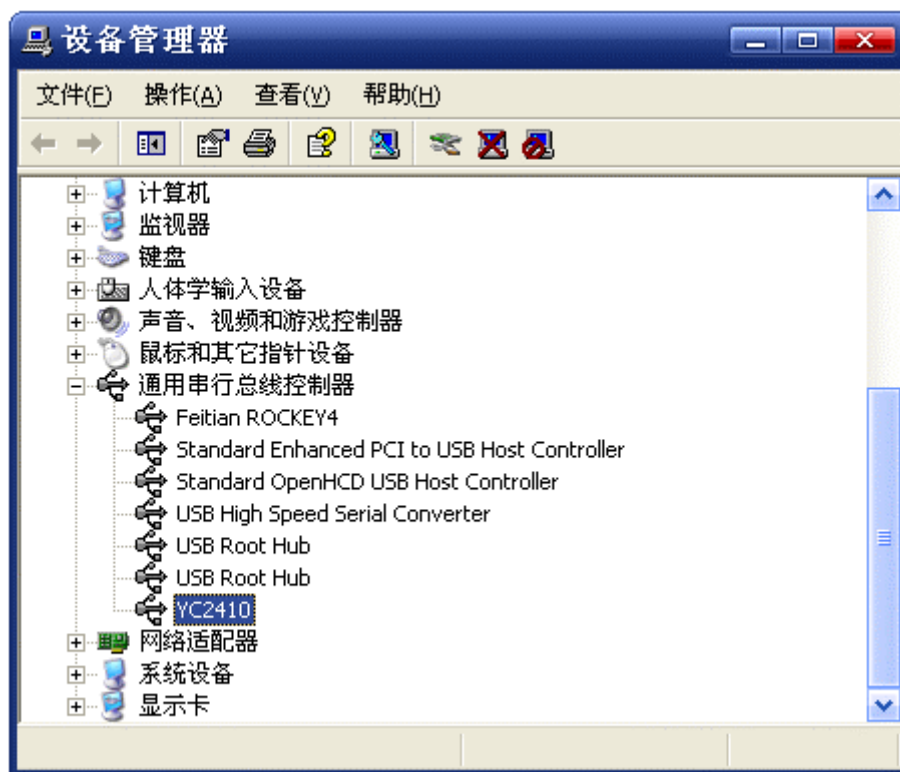 设备管理器
文件(F) 操作(A) 查看(V) 帮助(H)
计算机
监视器
键盘
人体学输入设备
声音、视频和游戏控制器
鼠标和其它指针设备
通用串行总线控制器
Feitian ROCKEY4
Standard Enhanced PCI to USB Host Controller
Standard OpenHCD USB Host Controller
USB High Speed Serial Converter
USB Root Hub
USB Root Hub
YC2410
网络适配器
系统设备
显示卡